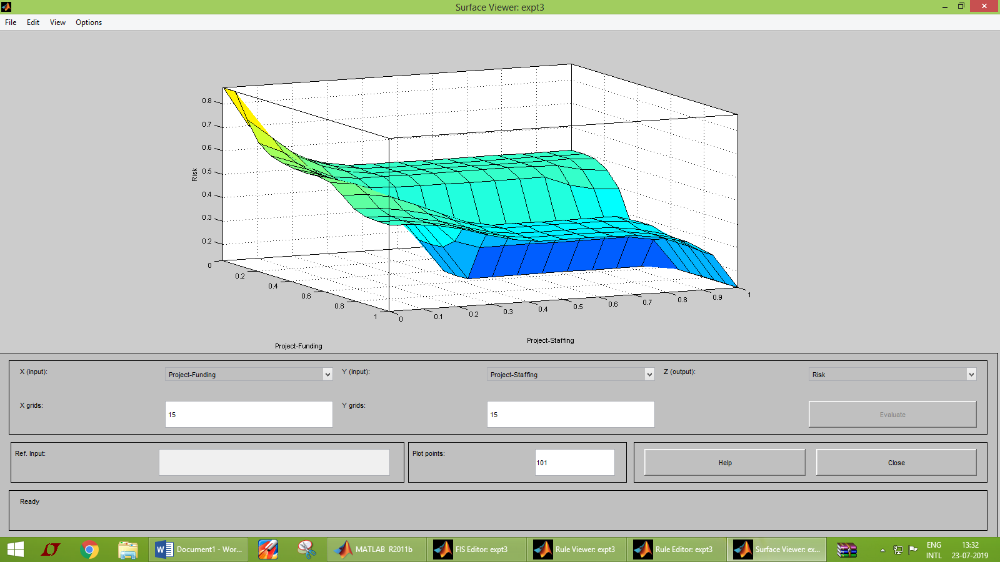 Surface Viewer: expt3
File Edit View Options
0.8
0.7
0.6
0.5
0.4
0.3
0.2
Risk
0
0.2
0.4
0.6
0.8
1
0
0.1
0.2
0.3
0.4
0.5
0.6
0.7
0.8
0.9
1
Project-Funding
Project-Staffing
X (input): Project-Funding Y (input): Project-Staffing Z (output): Risk
X grids: 15 Y grids: 15 Evaluate
Ref. Input: Plot points: 101 Help Close
Ready
Document1 - Wor... MATLAB R2011b FIS Editor: expt3 Rule Viewer: expt3 Rule Editor: expt3 Surface Viewer: ex... ENG 13:32
INTL 23-07-2019